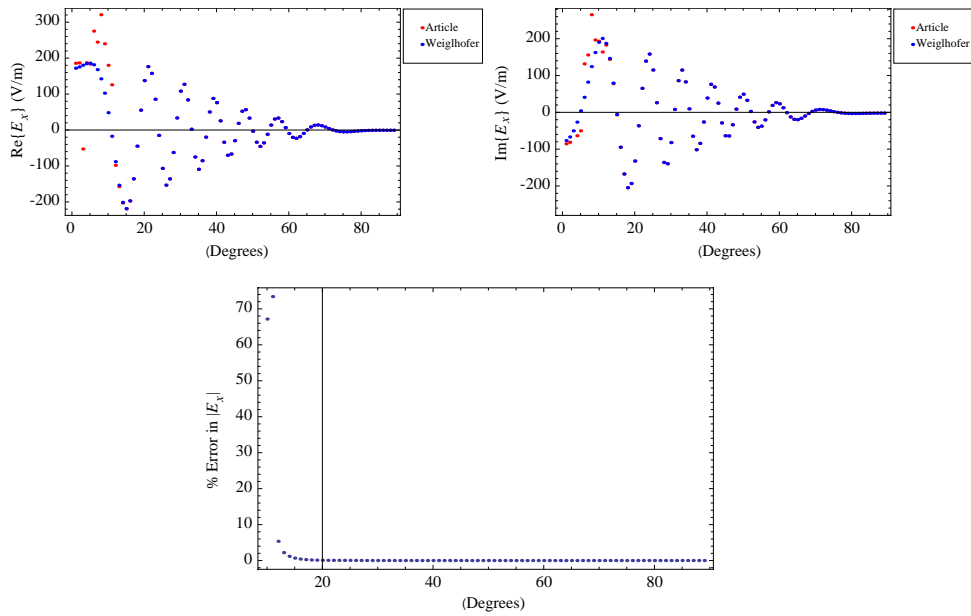 Re{E_x} (V/m)
300
200
100
0
-100
-200
0 20 40 60 80
(Degrees)
Article
Weiglhofer
Im{E_x} (V/m)
200
100
0
-100
-200
0 20 40 60 80
(Degrees)
Article
Weiglhofer
% Error in |E_x|
70
60
50
40
30
20
10
0
20 40 60 80
(Degrees)